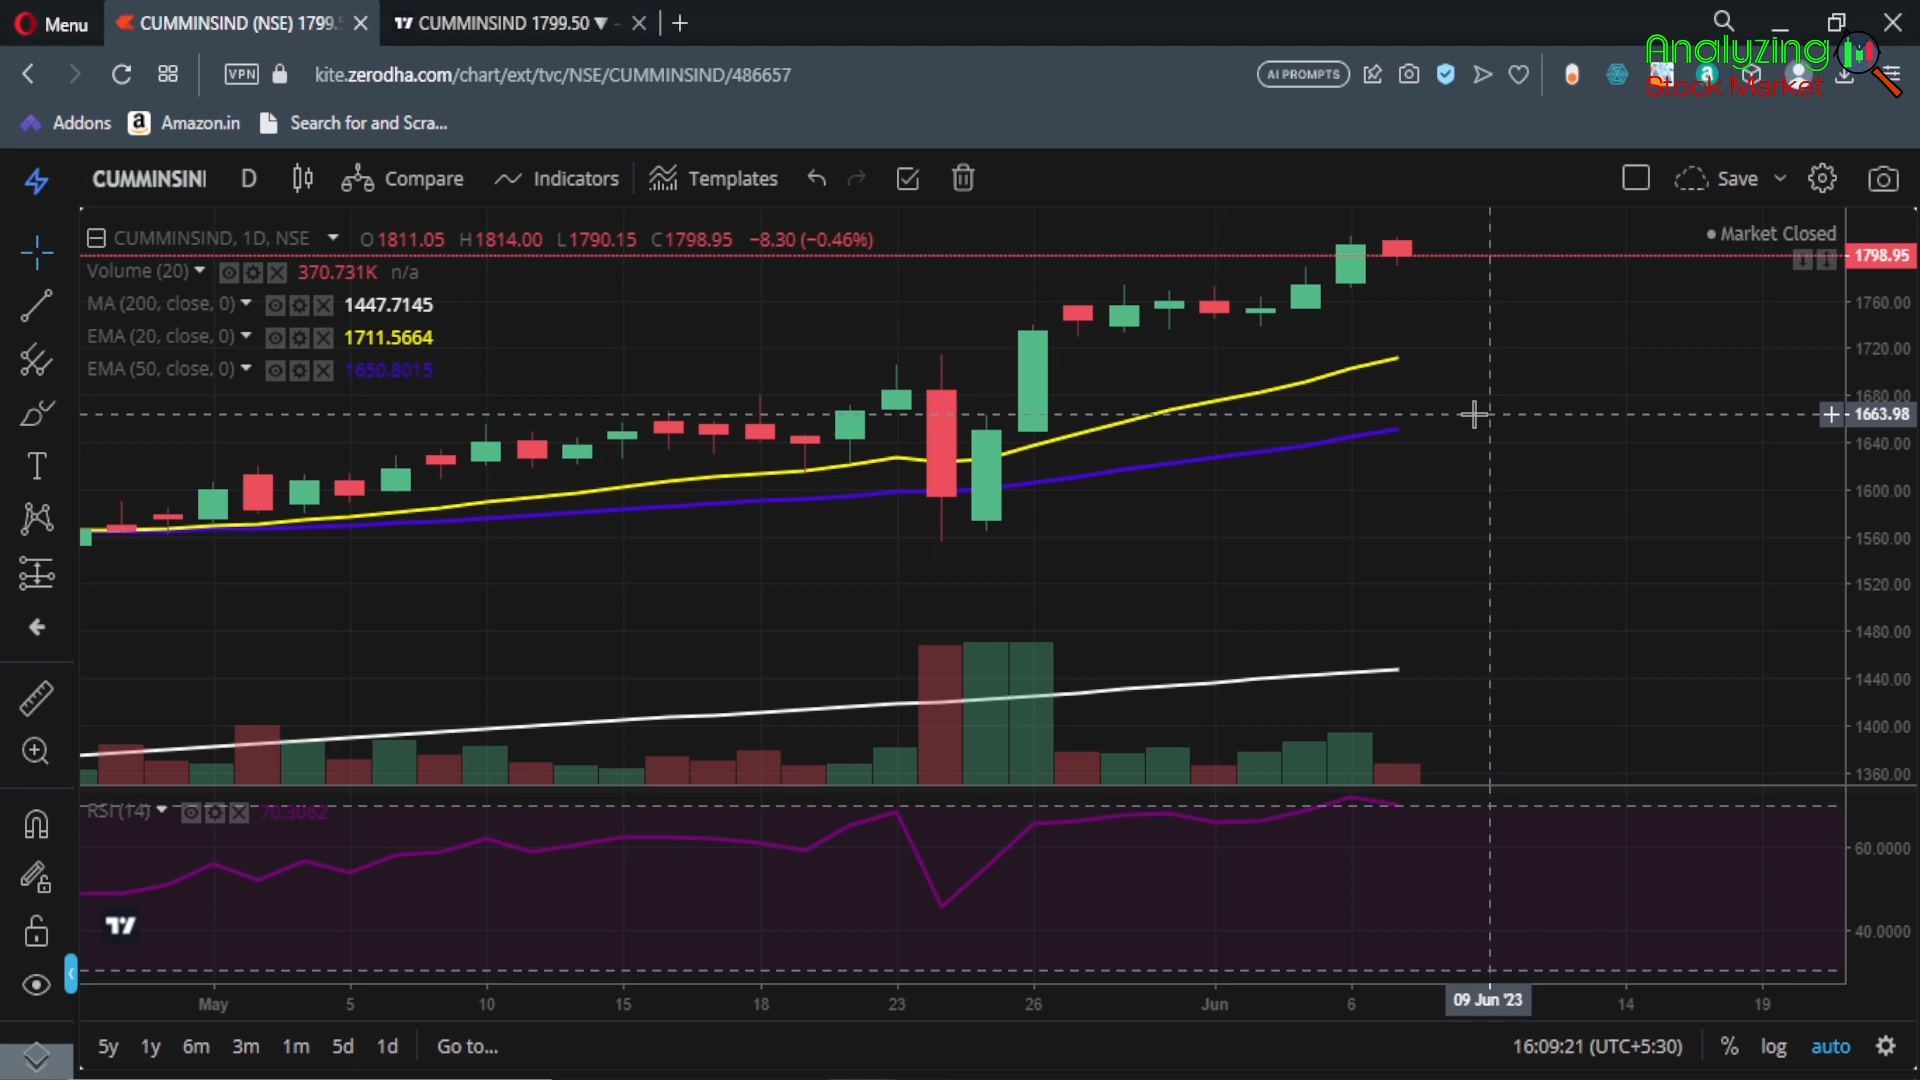 Menu
CUMMINSIND (NSE) 1799.5
CUMMINSIND 1799.50 ▼ -
VPN
kite.zerodha.com/chart/ext/tvc/NSE/CUMMINSIND/486657
AI PROMPTS
Analyzing
Stock Market
Addons
Amazon.in
Search for and Scra...
CUMMINSINI
D
Compare
Indicators
Templates
Save
CUMMINSIND, 1D, NSE
O1811.05 H1814.00 L1790.15 C1798.95 −8.30 (−0.46%)
Market Closed
1798.95
Volume (20) 370.731K n/a
MA (200, close, 0) 1447.7145
EMA (20, close, 0) 1711.5664
EMA (50, close, 0) 1650.8015
1760.00
1720.00
1680.00
1663.98
1640.00
1600.00
1560.00
1520.00
1480.00
1440.00
1400.00
1360.00
RSI (14) 70.3062
60.0000
40.0000
May
5
10
15
18
23
26
Jun
6
09 Jun '23
14
19
5y 1y 6m 3m 1m 5d 1d Go to...
16:09:21 (UTC+5:30) % log auto